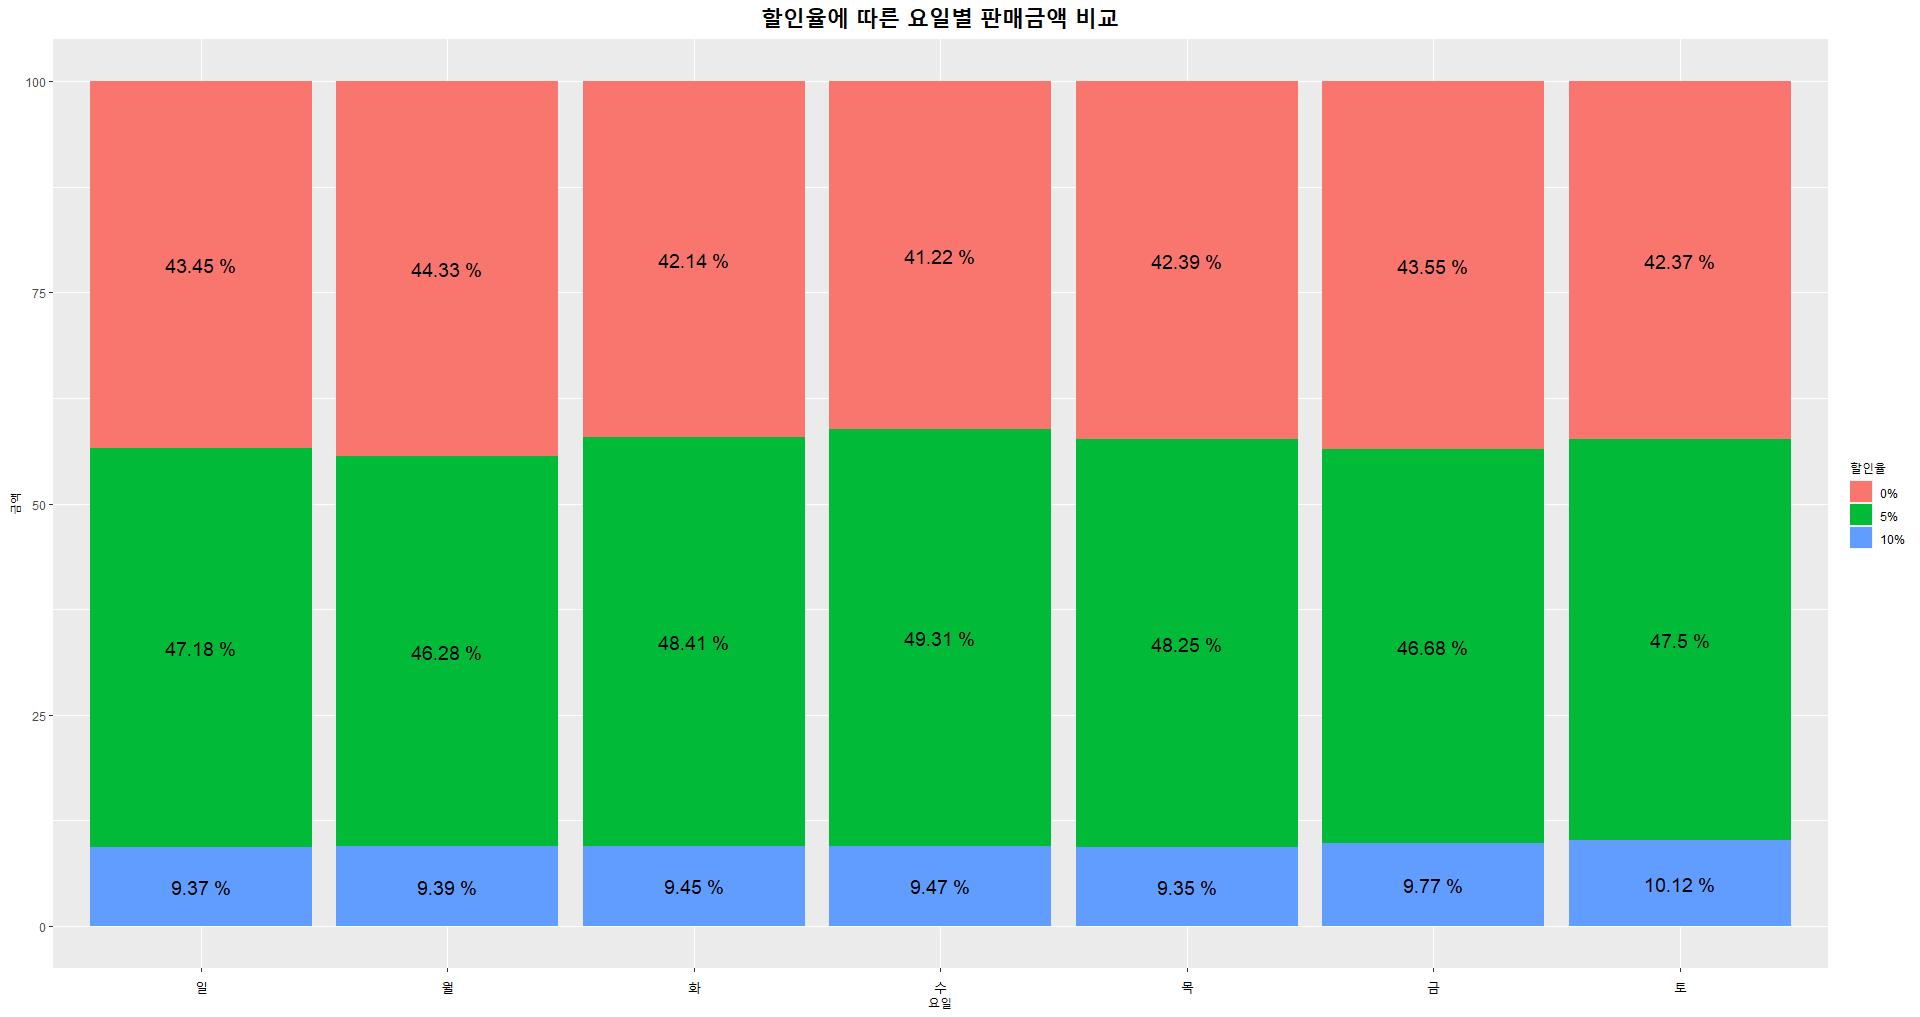 할인율에 따른 요일별 판매금액 비교
100
75
50
25
0
금액
43.45 %
44.33 %
42.14 %
41.22 %
42.39 %
43.55 %
42.37 %
47.18 %
46.28 %
48.41 %
49.31 %
48.25 %
46.68 %
47.5 %
9.37 %
9.39 %
9.45 %
9.47 %
9.35 %
9.77 %
10.12 %
일
월
화
수
목
금
토
요일
할인율
0%
5%
10%